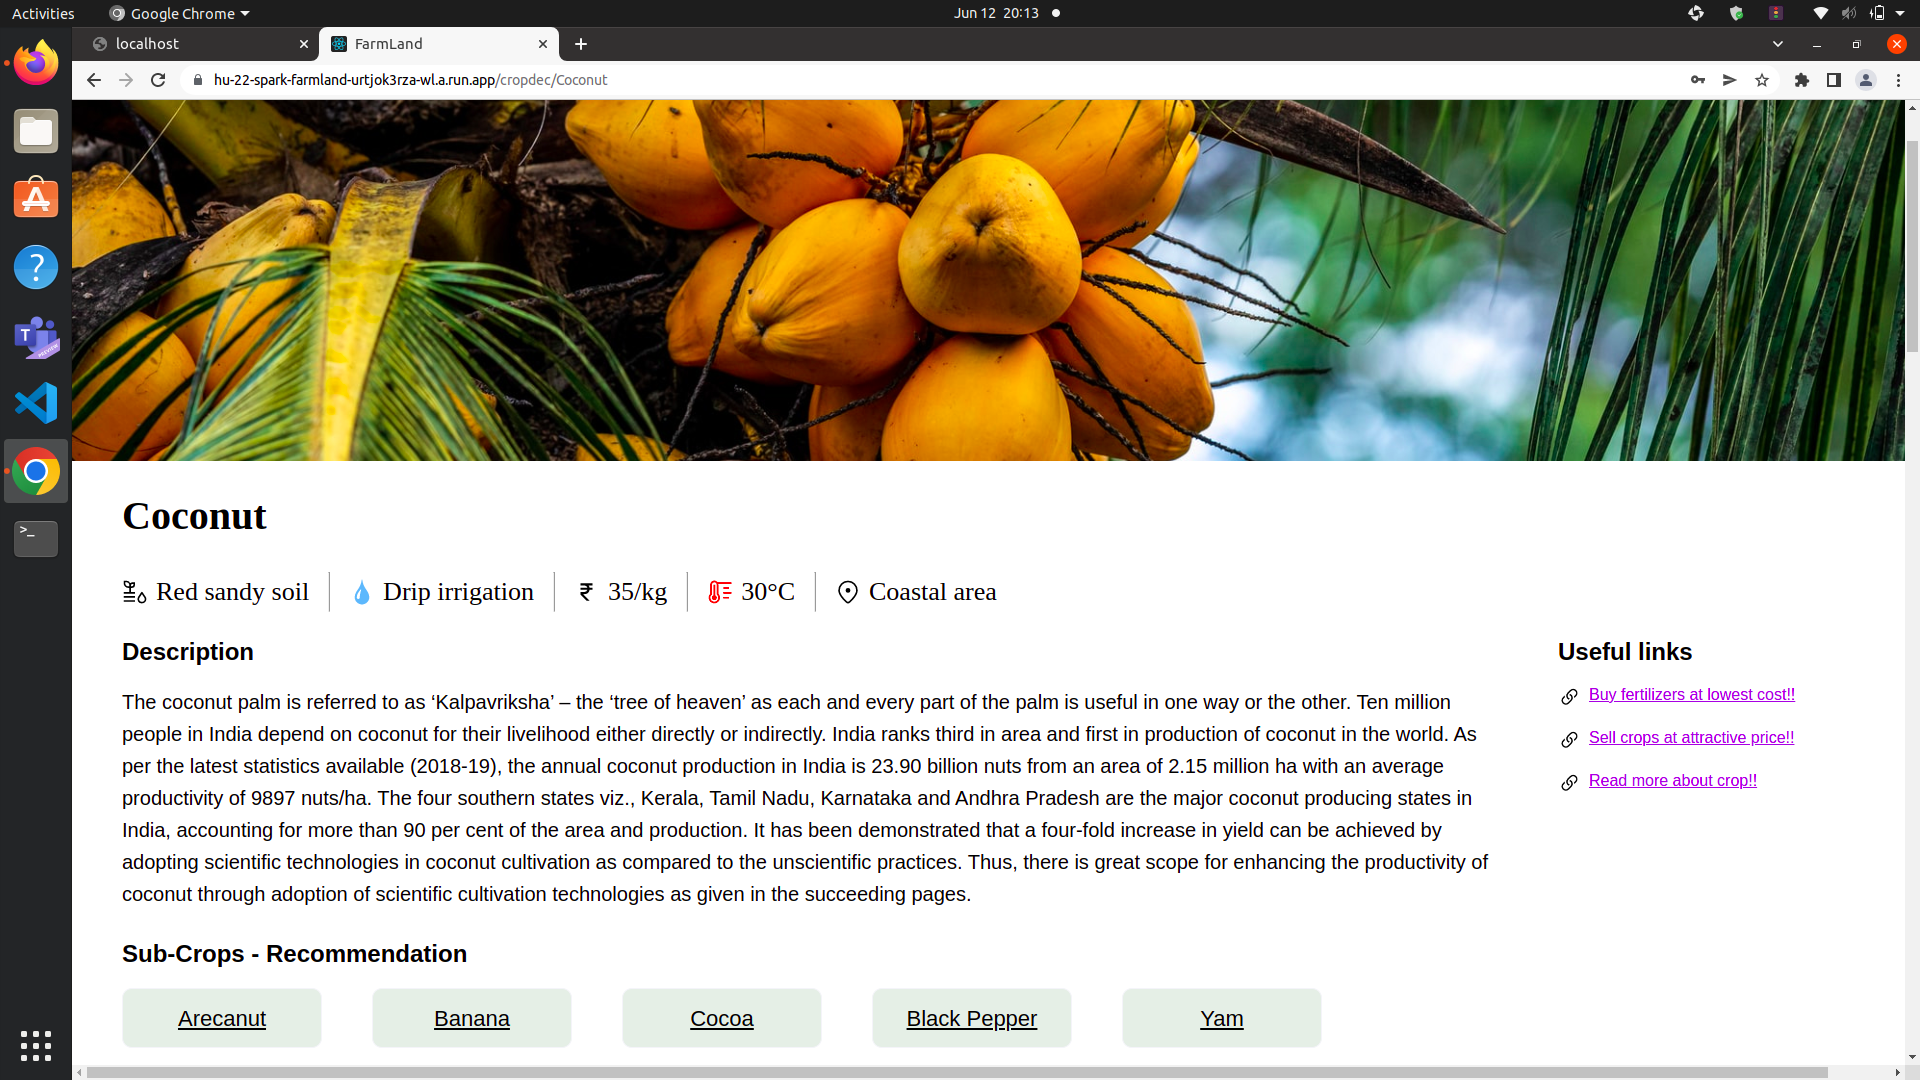 Activities
Google Chrome
Jun 12 20:13
localhost
FarmLand
hu-22-spark-farmland-urtjok3rza-wl.a.run.app/cropdec/Coconut
Coconut
Red sandy soil
Drip irrigation
₹ 35/kg
30°C
Coastal area
Description
The coconut palm is referred to as ‘Kalpavriksha’ – the ‘tree of heaven’ as each and every part of the palm is useful in one way or the other. Ten million
people in India depend on coconut for their livelihood either directly or indirectly. India ranks third in area and first in production of coconut in the world. As
per the latest statistics available (2018-19), the annual coconut production in India is 23.90 billion nuts from an area of 2.15 million ha with an average
productivity of 9897 nuts/ha. The four southern states viz., Kerala, Tamil Nadu, Karnataka and Andhra Pradesh are the major coconut producing states in
India, accounting for more than 90 per cent of the area and production. It has been demonstrated that a four-fold increase in yield can be achieved by
adopting scientific technologies in coconut cultivation as compared to the unscientific practices. Thus, there is great scope for enhancing the productivity of
coconut through adoption of scientific cultivation technologies as given in the succeeding pages.
Useful links
Buy fertilizers at lowest cost!!
Sell crops at attractive price!!
Read more about crop!!
Sub-Crops - Recommendation
Arecanut
Banana
Cocoa
Black Pepper
Yam